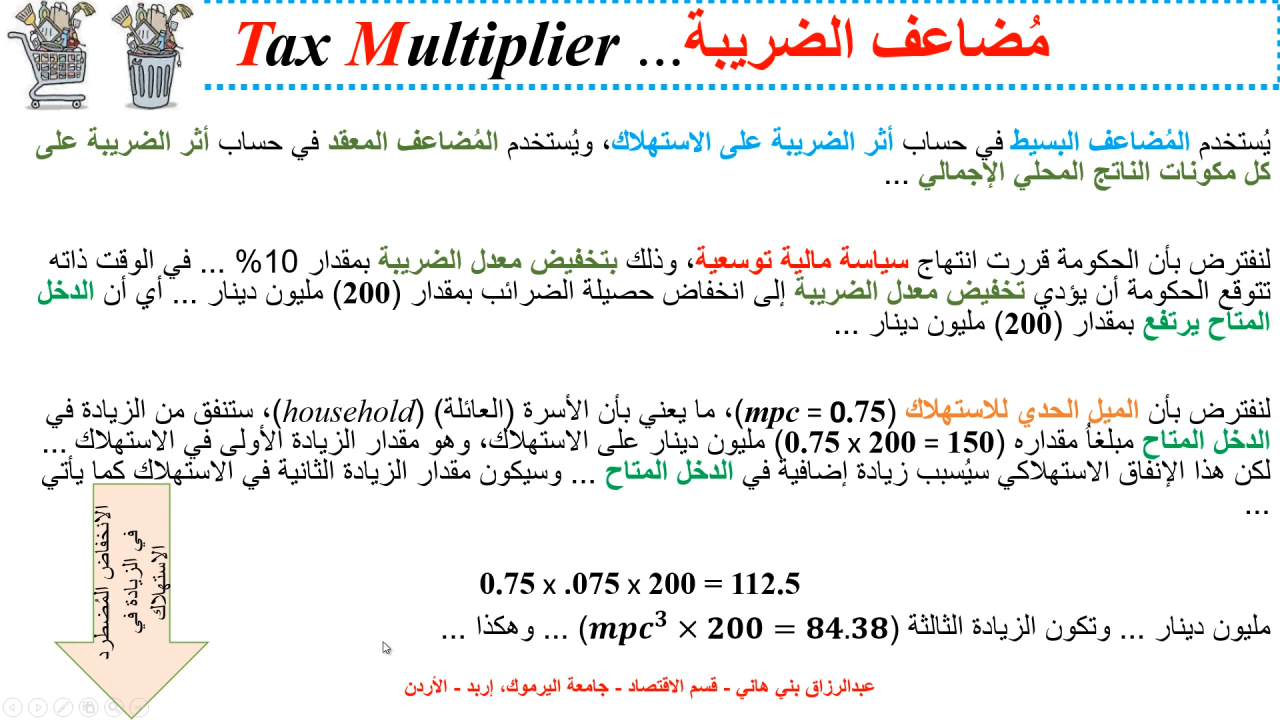 مُضاعف الضريبة... Tax Multiplier
يُستخدم المُضاعف البسيط في حساب أثر الضريبة على الاستهلاك، ويُستخدم المُضاعف المعقد في حساب أثر الضريبة على
كل مكونات الناتج المحلي الإجمالي ...
لنفترض بأن الحكومة قررت انتهاج سياسة مالية توسعية، وذلك بتخفيض معدل الضريبة بمقدار 10% ... في الوقت ذاته
تتوقع الحكومة أن يؤدي تخفيض معدل الضريبة إلى انخفاض حصيلة الضرائب بمقدار (200) مليون دينار ... أي أن الدخل
المتاح يرتفع بمقدار (200) مليون دينار ...
لنفترض بأن الميل الحدي للاستهلاك (mpc = 0.75)، ما يعني بأن الأسرة (العائلة) (household)، ستنفق من الزيادة في
الدخل المتاح مبلغاُ مقداره (0.75 x 200 = 150) مليون دينار على الاستهلاك، وهو مقدار الزيادة الأولى في الاستهلاك ...
لكن هذا الإنفاق الاستهلاكي سيُسبب زيادة إضافية في الدخل المتاح ... وسيكون مقدار الزيادة الثانية في الاستهلاك كما يأتي
...
0.75 x .075 x 200 = 112.5
مليون دينار ... وتكون الزيادة الثالثة (mpc³ × 200 = 84.38) ... وهكذا ...
الانخفاض المُضطرد
في الزيادة في
الاستهلاك
عبدالرزاق بني هاني - قسم الاقتصاد - جامعة اليرموك، إربد - الأردن